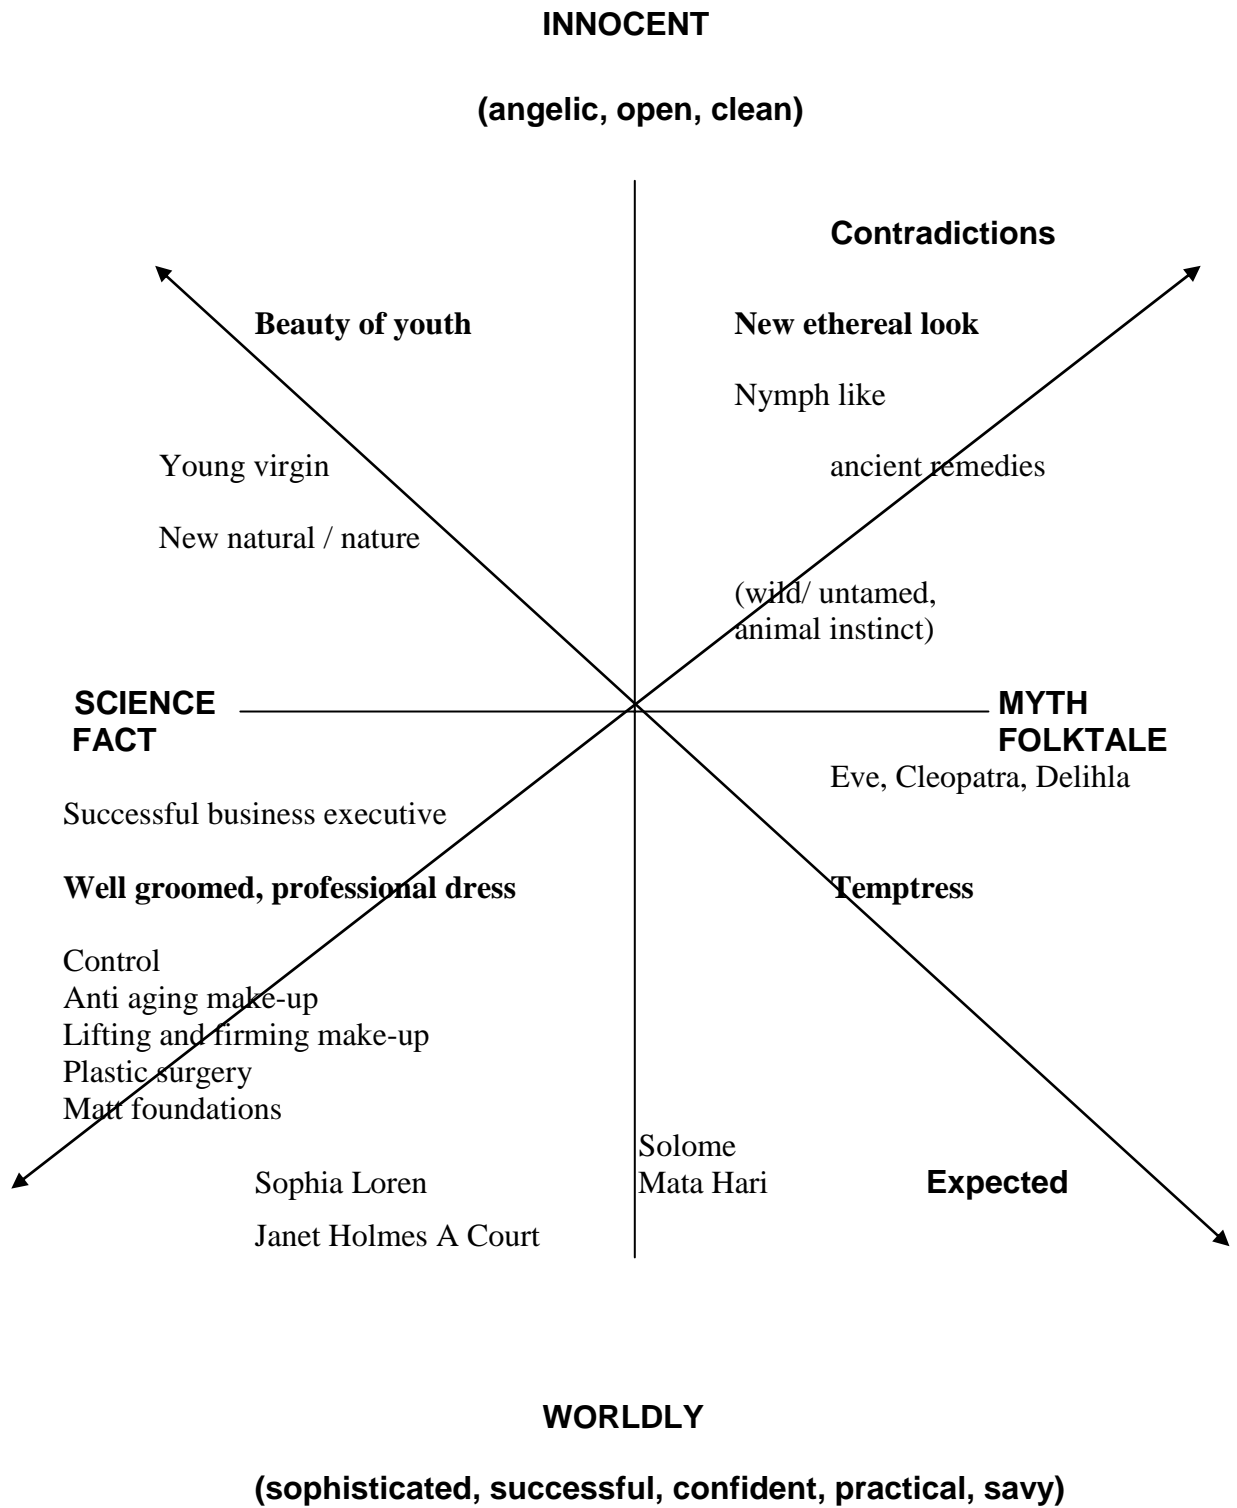 INNOCENT
(angelic, open, clean)
Contradictions
Beauty of youth
New ethereal look
Nymph like
Young virgin
ancient remedies
New natural / nature
(wild/ untamed,
animal instinct)
SCIENCE
FACT
MYTH
FOLKTALE
Eve, Cleopatra, Delihla
Successful business executive
Well groomed, professional dress
Temptress
Control
Anti aging make-up
Lifting and firming make-up
Plastic surgery
Matt foundations
Solome
Sophia Loren
Mata Hari
Expected
Janet Holmes A Court
WORLDLY
(sophisticated, successful, confident, practical, savy)